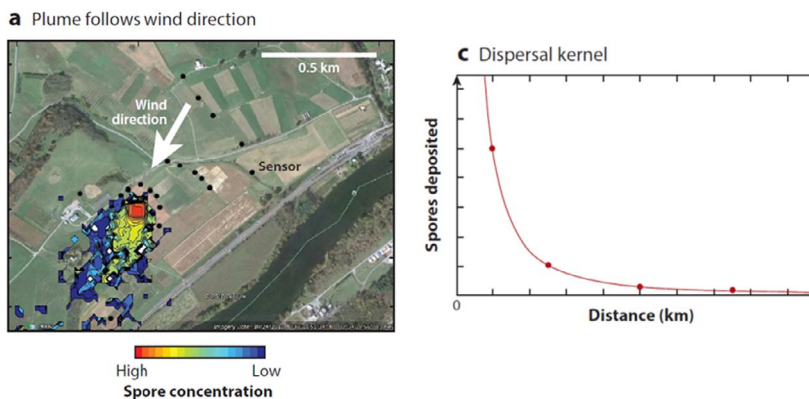 a Plume follows wind direction
0.5 km
Wind
direction
Sensor
High
Low
Spore concentration
c Dispersal kernel
Spores deposited
0
Distance (km)